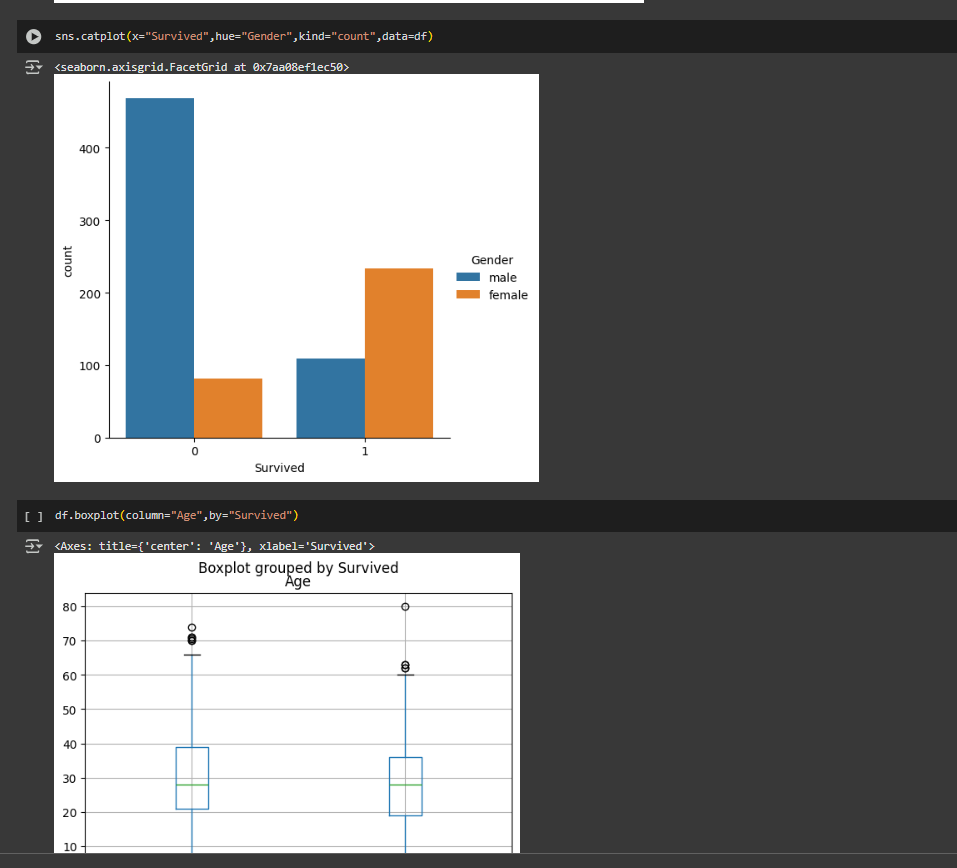 sns.catplot(x="Survived",hue="Gender",kind="count",data=df)
<seaborn.axisgrid.FacetGrid at 0x7aa08ef1ec50>
400
300
200
100
0
count
0 1
Survived
Gender
male
female
[ ] df.boxplot(column="Age",by="Survived")
<Axes: title={'center': 'Age'}, xlabel='Survived'>
Boxplot grouped by Survived
Age
80
70
60
50
40
30
20
10